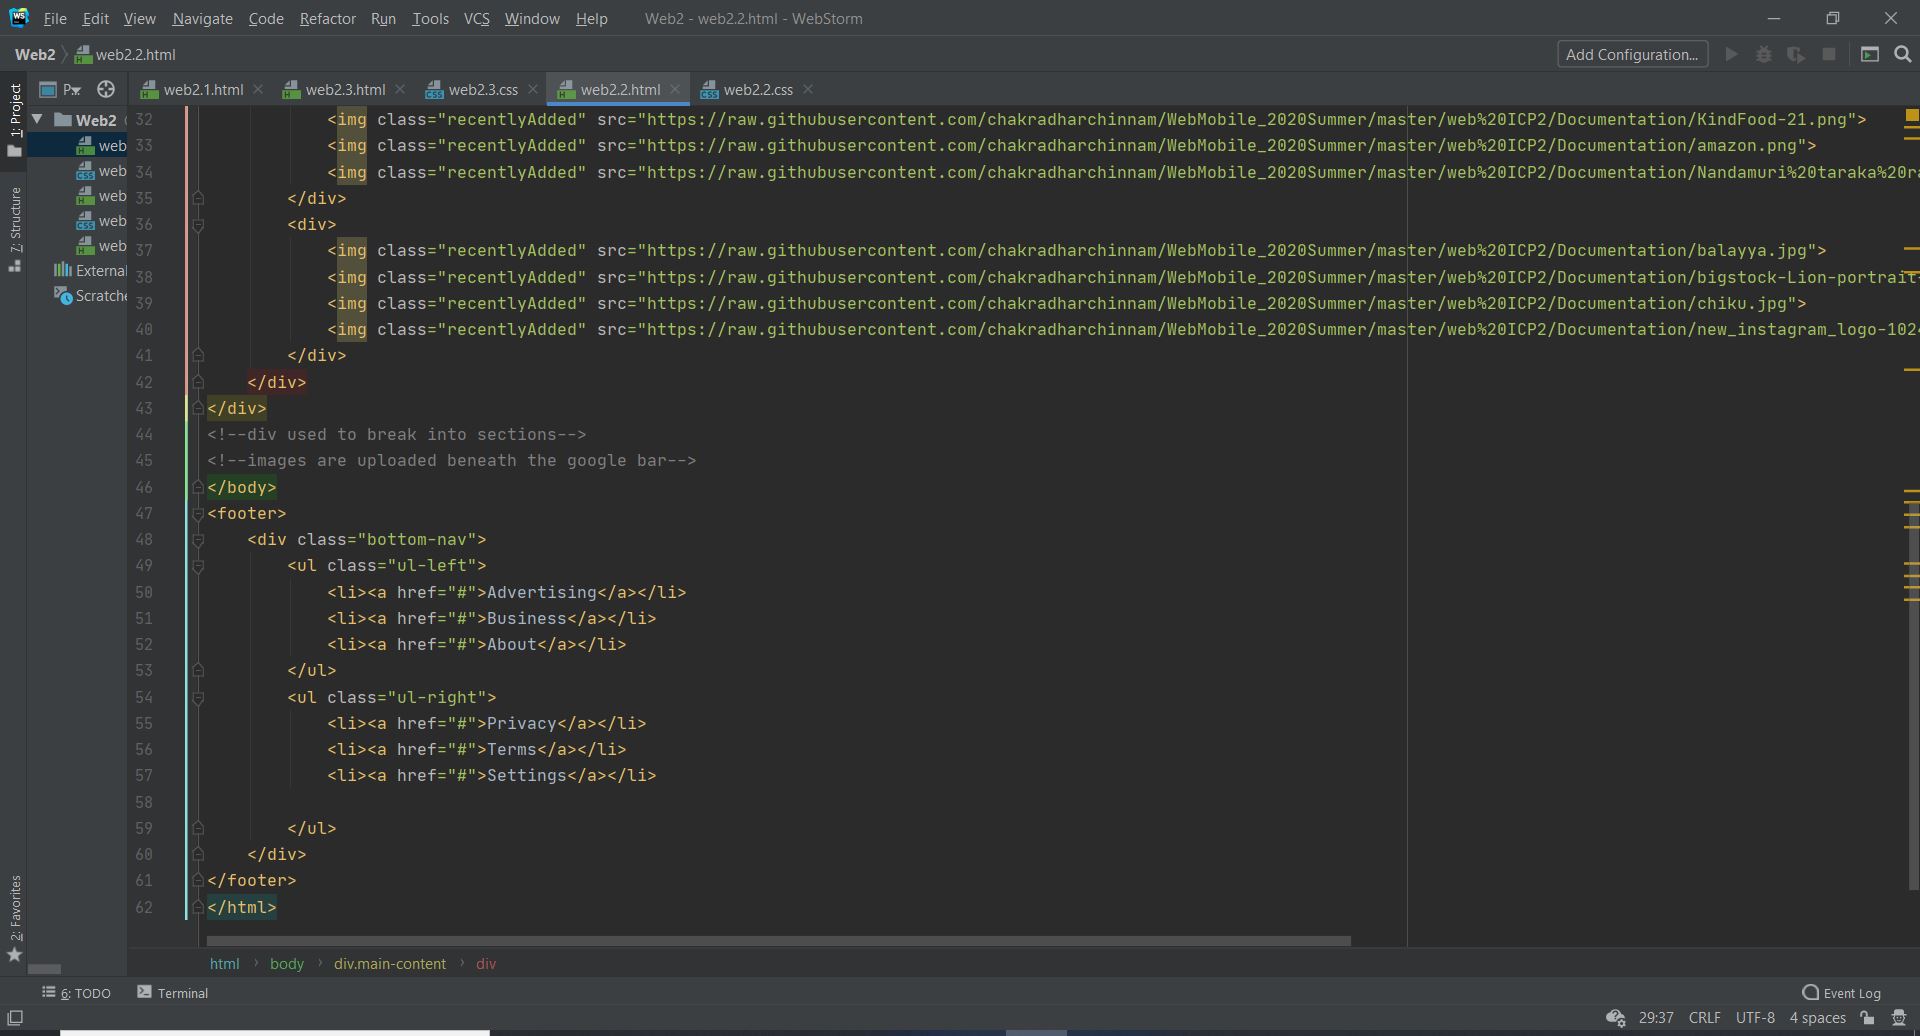 File Edit View Navigate Code Refactor Run Tools VCS Window Help Web2 - web2.2.html - WebStorm
Web2 web2.2.html Add Configuration...
P web2.1.html web2.3.html web2.3.css web2.2.html web2.2.css
1: Project
7: Structure
2: Favorites
Web2
web
web
web
web
web
External
Scratche
32 <img class="recentlyAdded" src="https://raw.githubusercontent.com/chakradharchinnam/WebMobile_2020Summer/master/web%20ICP2/Documentation/KindFood-21.png">
33 <img class="recentlyAdded" src="https://raw.githubusercontent.com/chakradharchinnam/WebMobile_2020Summer/master/web%20ICP2/Documentation/amazon.png">
34 <img class="recentlyAdded" src="https://raw.githubusercontent.com/chakradharchinnam/WebMobile_2020Summer/master/web%20ICP2/Documentation/Nandamuri%20taraka%20ra
35 </div>
36 <div>
37 <img class="recentlyAdded" src="https://raw.githubusercontent.com/chakradharchinnam/WebMobile_2020Summer/master/web%20ICP2/Documentation/balayya.jpg">
38 <img class="recentlyAdded" src="https://raw.githubusercontent.com/chakradharchinnam/WebMobile_2020Summer/master/web%20ICP2/Documentation/bigstock-Lion-portrait-
39 <img class="recentlyAdded" src="https://raw.githubusercontent.com/chakradharchinnam/WebMobile_2020Summer/master/web%20ICP2/Documentation/chiku.jpg">
40 <img class="recentlyAdded" src="https://raw.githubusercontent.com/chakradharchinnam/WebMobile_2020Summer/master/web%20ICP2/Documentation/new_instagram_logo-1024
41 </div>
42 </div>
43 </div>
44 <!--div used to break into sections-->
45 <!--images are uploaded beneath the google bar-->
46 </body>
47 <footer>
48 <div class="bottom-nav">
49 <ul class="ul-left">
50 <li><a href="#">Advertising</a></li>
51 <li><a href="#">Business</a></li>
52 <li><a href="#">About</a></li>
53 </ul>
54 <ul class="ul-right">
55 <li><a href="#">Privacy</a></li>
56 <li><a href="#">Terms</a></li>
57 <li><a href="#">Settings</a></li>
58
59 </ul>
60 </div>
61 </footer>
62 </html>
html body div.main-content div
6: TODO Terminal Event Log
29:37 CRLF UTF-8 4 spaces